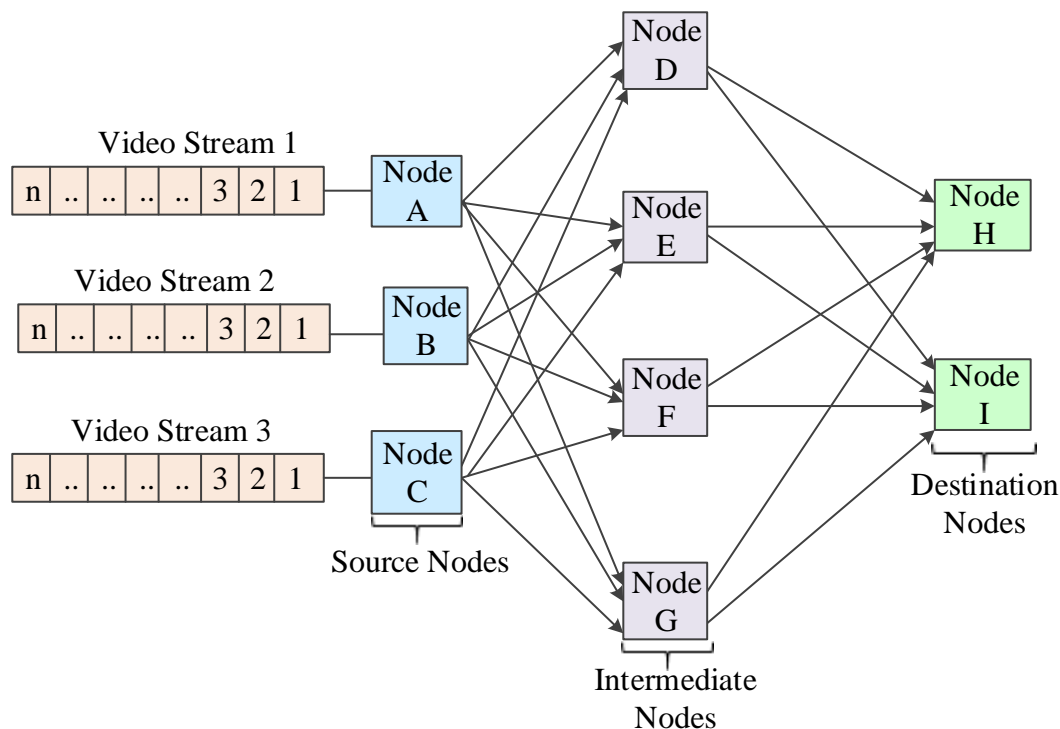 Video Stream 1
n .. .. .. .. 3 2 1
Node
A
Video Stream 2
n .. .. .. .. 3 2 1
Node
B
Video Stream 3
n .. .. .. .. 3 2 1
Node
C
Source Nodes
Node
D
Node
E
Node
F
Node
G
Intermediate
Nodes
Node
H
Node
I
Destination
Nodes